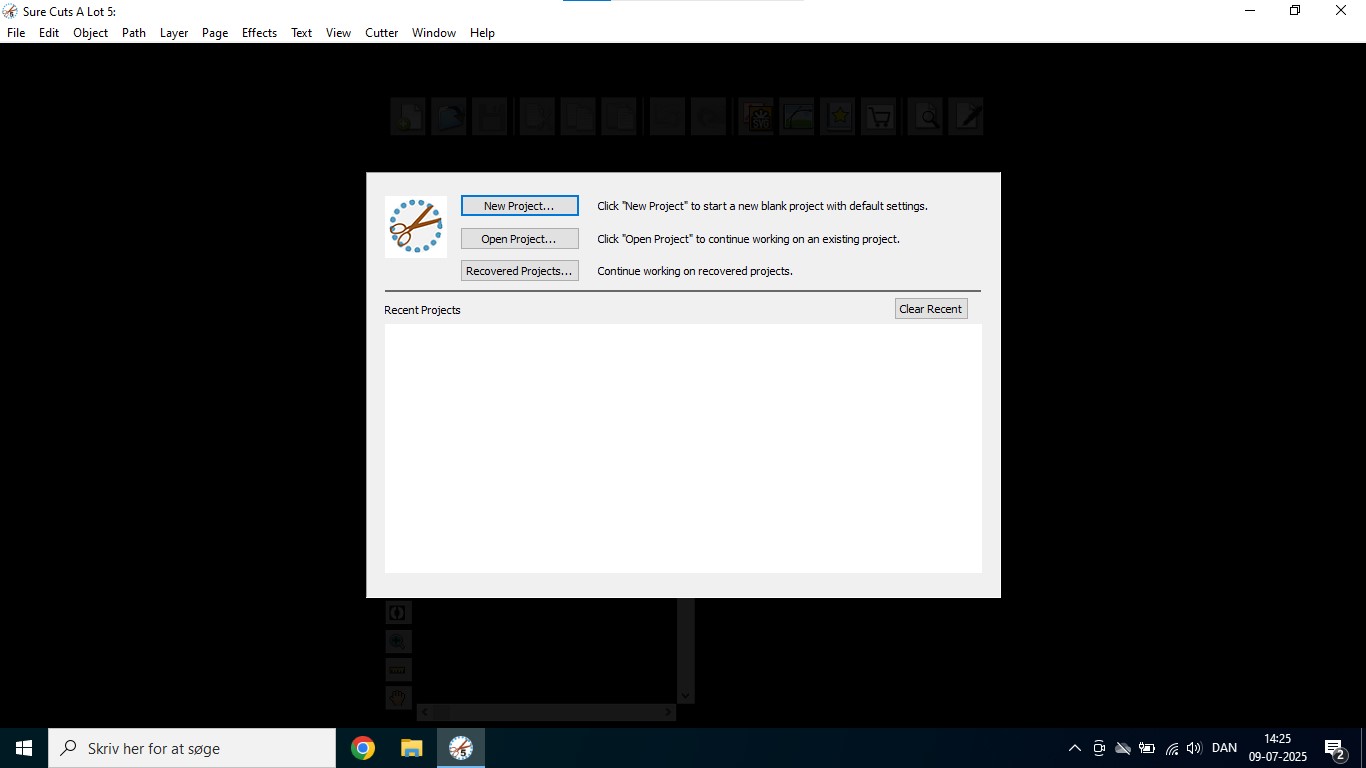 Sure Cuts A Lot 5:
File Edit Object Path Layer Page Effects Text View Cutter Window Help
SVG
New Project... Click "New Project" to start a new blank project with default settings.
Open Project... Click "Open Project" to continue working on an existing project.
Recovered Projects... Continue working on recovered projects.
Recent Projects Clear Recent
Skriv her for at søge
5
DAN
14:25
09-07-2025
2